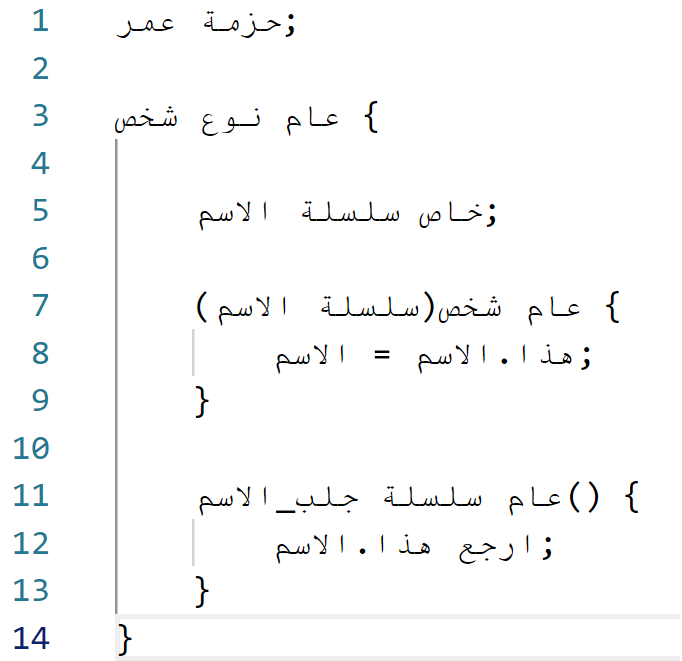 1 حزمة عمر;
2
3 عام نوع شخص {
4
5 خاص سلسلة الاسم;
6
7 عام شخص(سلسلة الاسم) {
8 هذا.الاسم = الاسم;
9 }
10
11 عام سلسلة جلب_الاسم() {
12 ارجع هذا.الاسم;
13 }
14 }